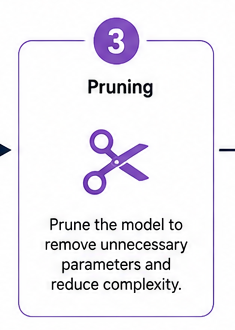 3
Pruning
Prune the model to
remove unnecessary
parameters and
reduce complexity.